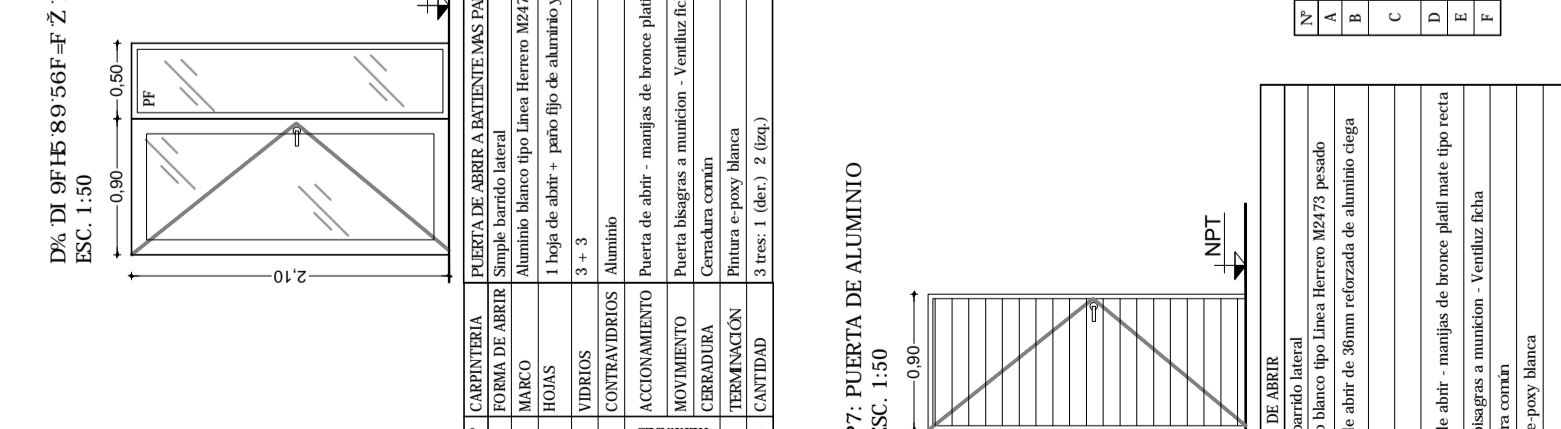 ESC. 1:50
0,90
0,50
PF
2,10
CARPINTERIA PUERTA DE ABRIR A BATIENTE MAS
FORMA DE ABRIR Simple barrido lateral
MARCO Aluminio blanco tipo Linea Herrero M247
HOJAS 1 hoja de abrir + paño fijo de aluminio y
VIDRIOS 3 + 3
CONTRAVIDRIOS Aluminio
ACCIONAMIENTO Puerta de abrir - manijas de bronce plati
MOVIMIENTO Puerta bisagras a municion - Ventiluz fic
CERRADURA Cerradura común
TERMINACIÓN Pintura e-poxy blanca
CANTIDAD 3 tres: 1 (der.) 2 (izq.)
P7: PUERTA DE ALUMINIO
ESC. 1:50
0,90
NPT
DE ABRIR
barrido lateral
o blanco tipo Linea Herrero M2473 pesado
de abrir de 36mm reforzada de aluminio ciega
de abrir - manijas de bronce platil mate tipo recta
bisagras a municion - Ventiluz ficha
ra común
e-poxy blanca
Nº
A
B
C
D
E
F